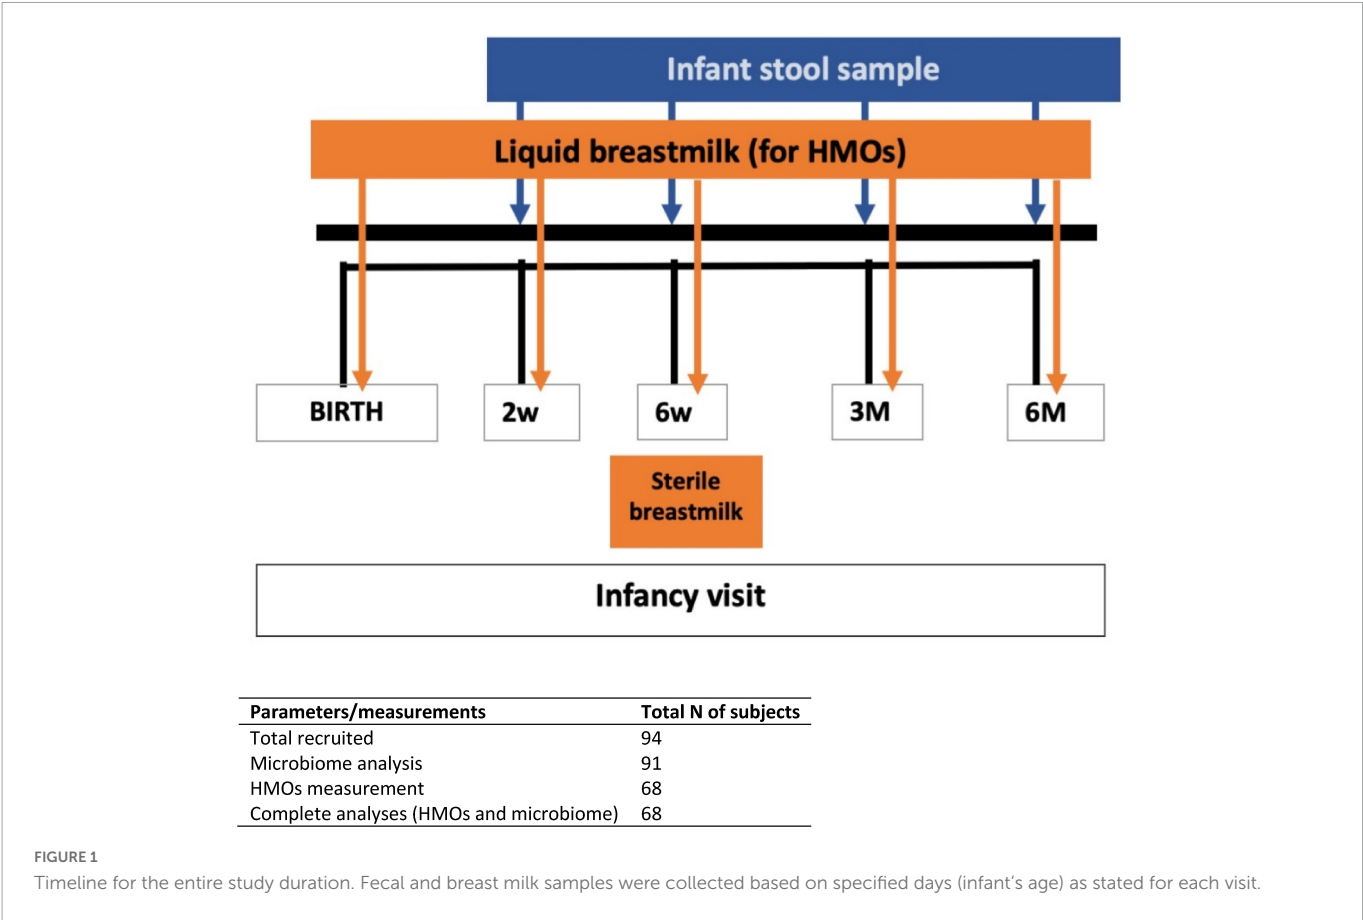 Infant stool sample
Liquid breastmilk (for HMOs)
BIRTH 2w 6w 3M 6M
Sterile
breastmilk
Infancy visit
Parameters/measurements Total N of subjects
Total recruited 94
Microbiome analysis 91
HMOs measurement 68
Complete analyses (HMOs and microbiome) 68
FIGURE 1
Timeline for the entire study duration. Fecal and breast milk samples were collected based on specified days (infant's age) as stated for each visit.